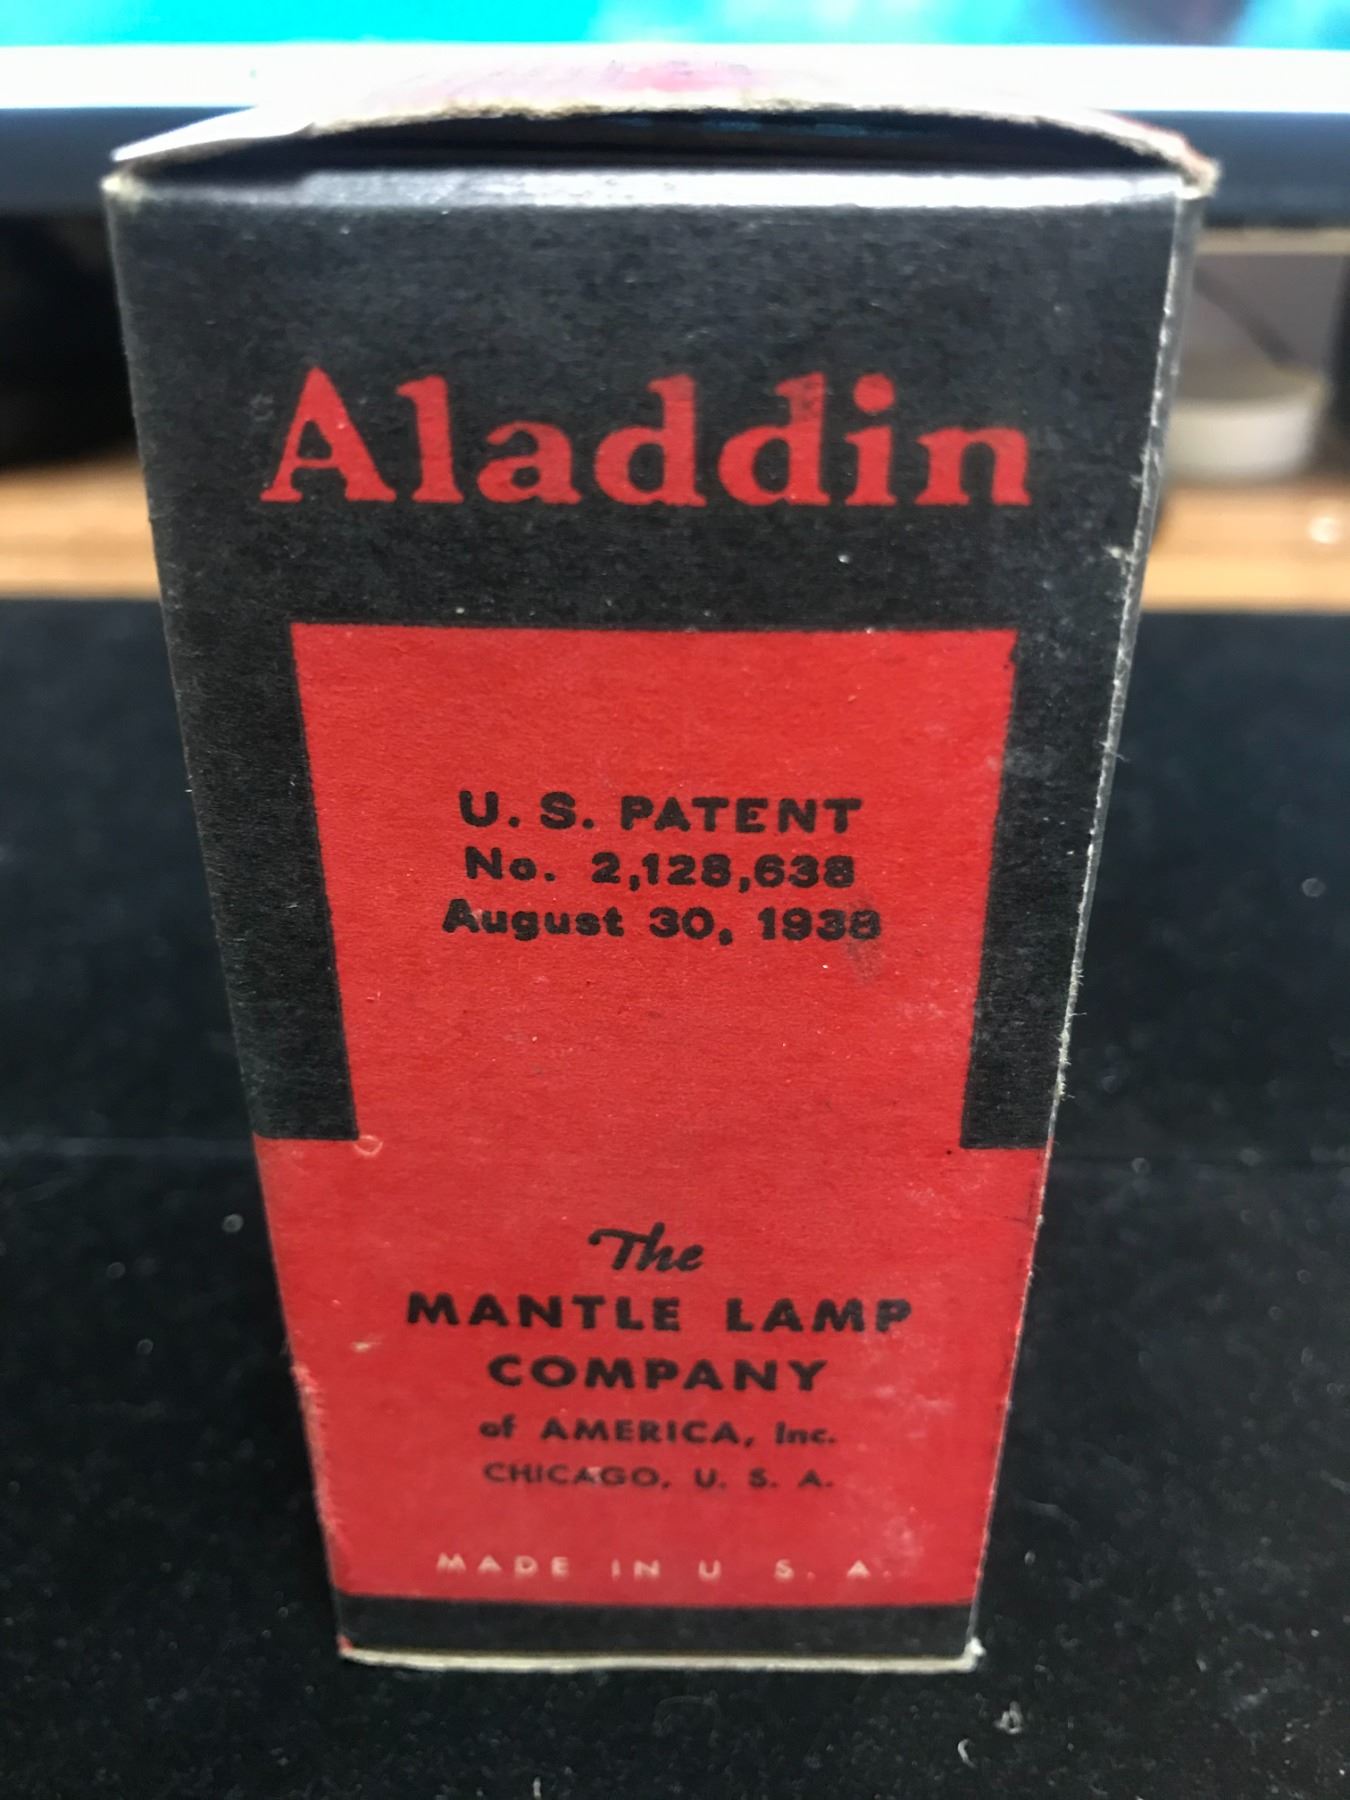 Aladdin
U. S. PATENT
No. 2,128,638
August 30, 1938
The
MANTLE LAMP
COMPANY
of AMERICA, Inc.
CHICAGO, U. S. A.
MADE IN U S. A.